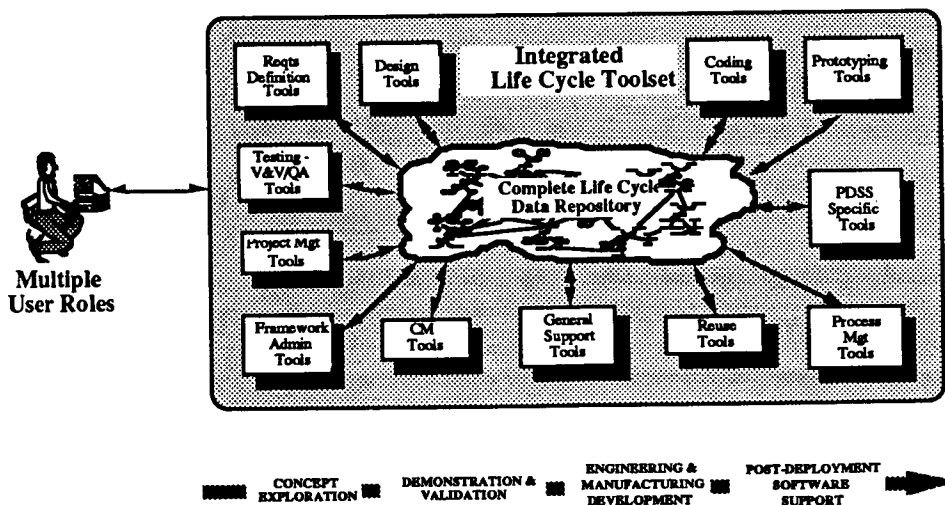 Integrated
Life Cycle Toolset
Reqts
Definition
Tools
Design
Tools
Coding
Tools
Prototyping
Tools
Testing -
V&V/QA
Tools
Complete Life Cycle
Data Repository
PDSS
Specific
Tools
Project Mgt
Tools
Multiple
User Roles
Framework
Admin
Tools
CM
Tools
General
Support
Tools
Reuse
Tools
Process
Mgt
Tools
CONCEPT
EXPLORATION
DEMONSTRATION &
VALIDATION
ENGINEERING &
MANUFACTURING
DEVELOPMENT
POST-DEPLOYMENT
SOFTWARE
SUPPORT